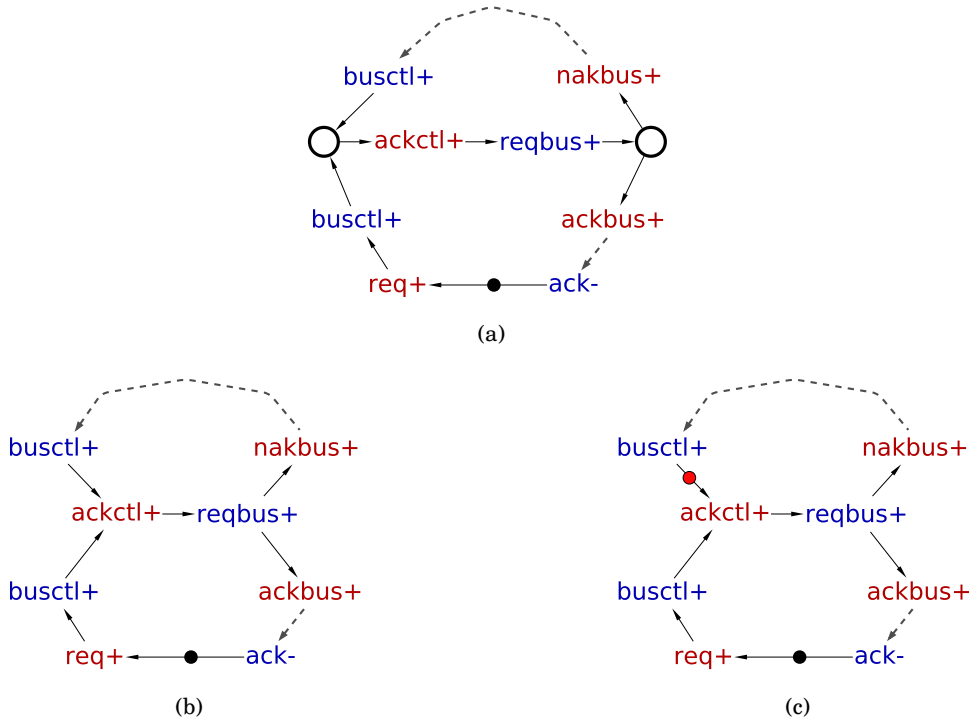 busctl+ nakbus+
ackctl+ reqbus+
busctl+ ackbus+
req+ ack-
(a)
busctl+ nakbus+ busctl+ nakbus+
ackctl+ reqbus+ ackctl+ reqbus+
busctl+ ackbus+ busctl+ ackbus+
req+ ack- req+ ack-
(b) (c)